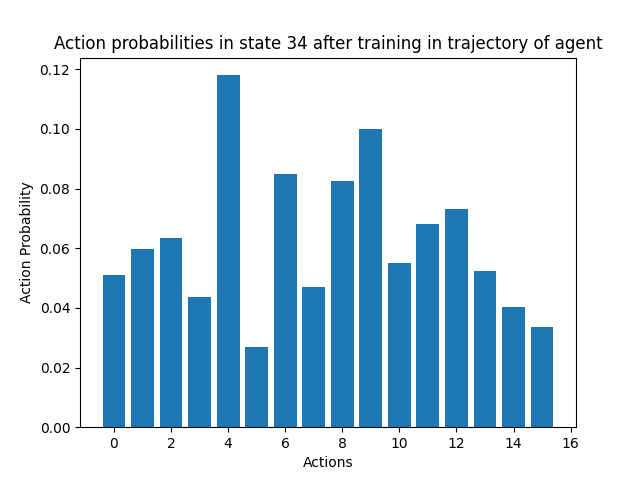 Action probabilities in state 34 after training in trajectory of agent
0.12
0.10
0.08
0.06
0.04
0.02
0.00
Action Probability
0 2 4 6 8 10 12 14 16
Actions